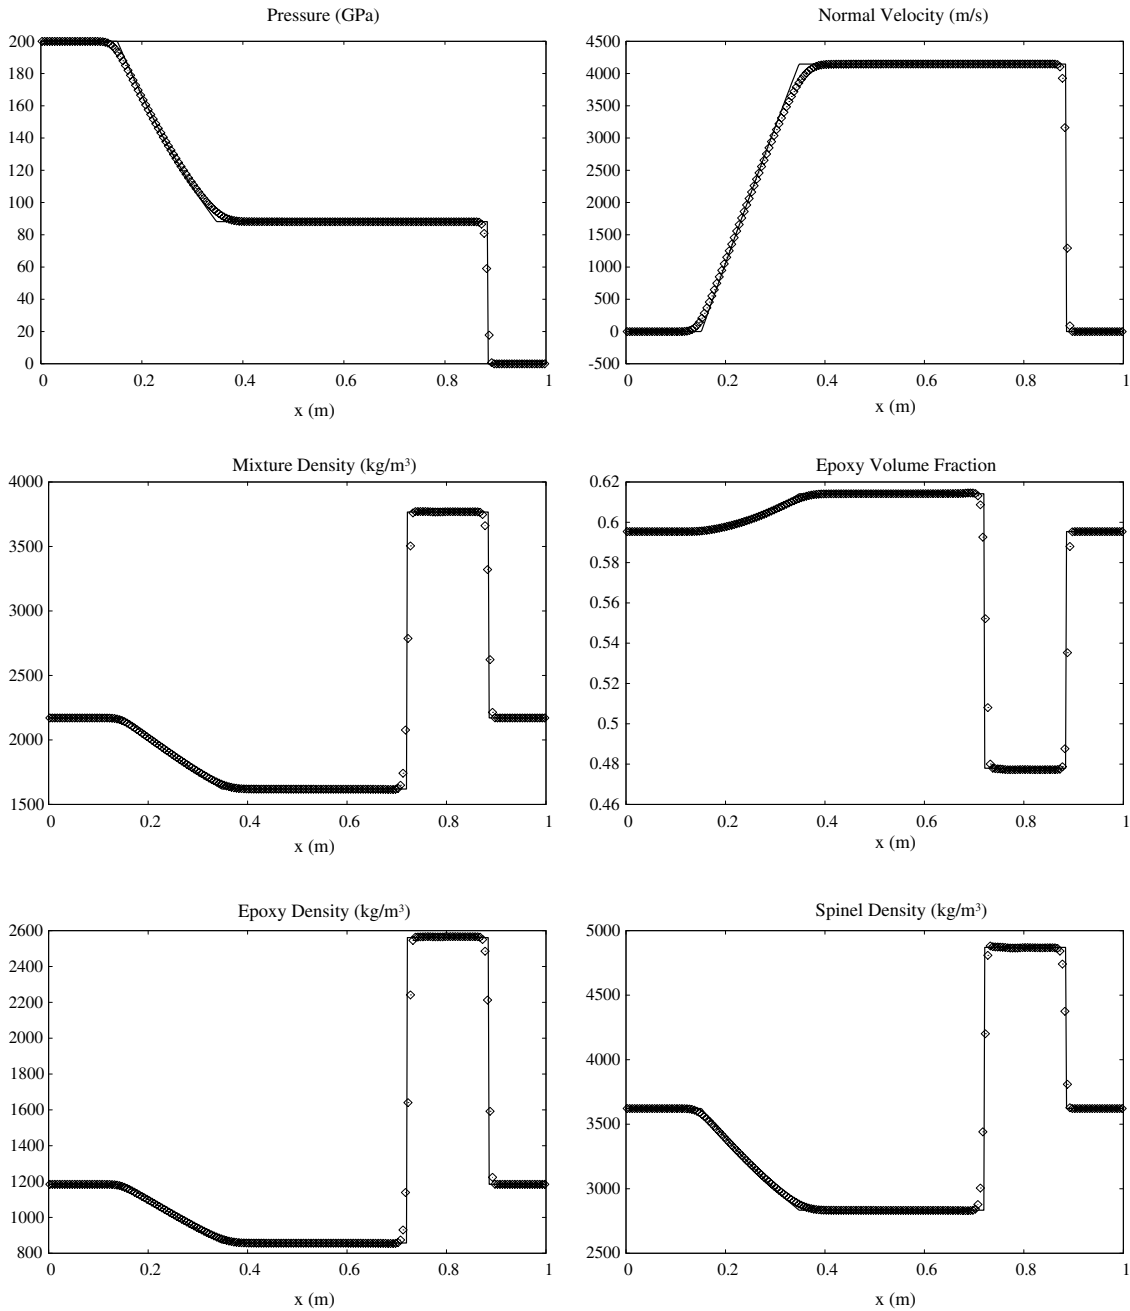 Pressure (GPa)
200
180
160
140
120
100
80
60
40
20
0
0 0.2 0.4 0.6 0.8 1
x (m)
Normal Velocity (m/s)
4500
4000
3500
3000
2500
2000
1500
1000
500
0
-500
0 0.2 0.4 0.6 0.8 1
x (m)
Mixture Density (kg/m³)
4000
3500
3000
2500
2000
1500
0 0.2 0.4 0.6 0.8 1
x (m)
Epoxy Volume Fraction
0.62
0.6
0.58
0.56
0.54
0.52
0.5
0.48
0.46
0 0.2 0.4 0.6 0.8 1
x (m)
Epoxy Density (kg/m³)
2600
2400
2200
2000
1800
1600
1400
1200
1000
800
0 0.2 0.4 0.6 0.8 1
x (m)
Spinel Density (kg/m³)
5000
4500
4000
3500
3000
2500
0 0.2 0.4 0.6 0.8 1
x (m)